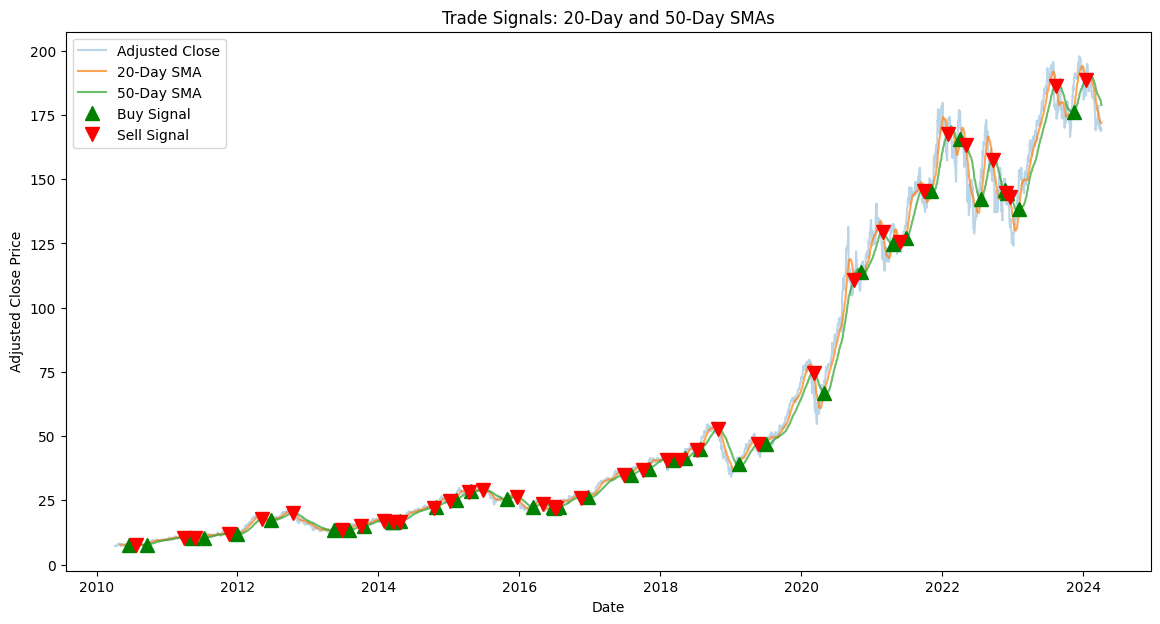 Trade Signals: 20-Day and 50-Day SMAs
Adjusted Close
20-Day SMA
50-Day SMA
Buy Signal
Sell Signal
Adjusted Close Price
200
175
150
125
100
75
50
25
0
2010
2012
2014
2016
2018
2020
2022
2024
Date